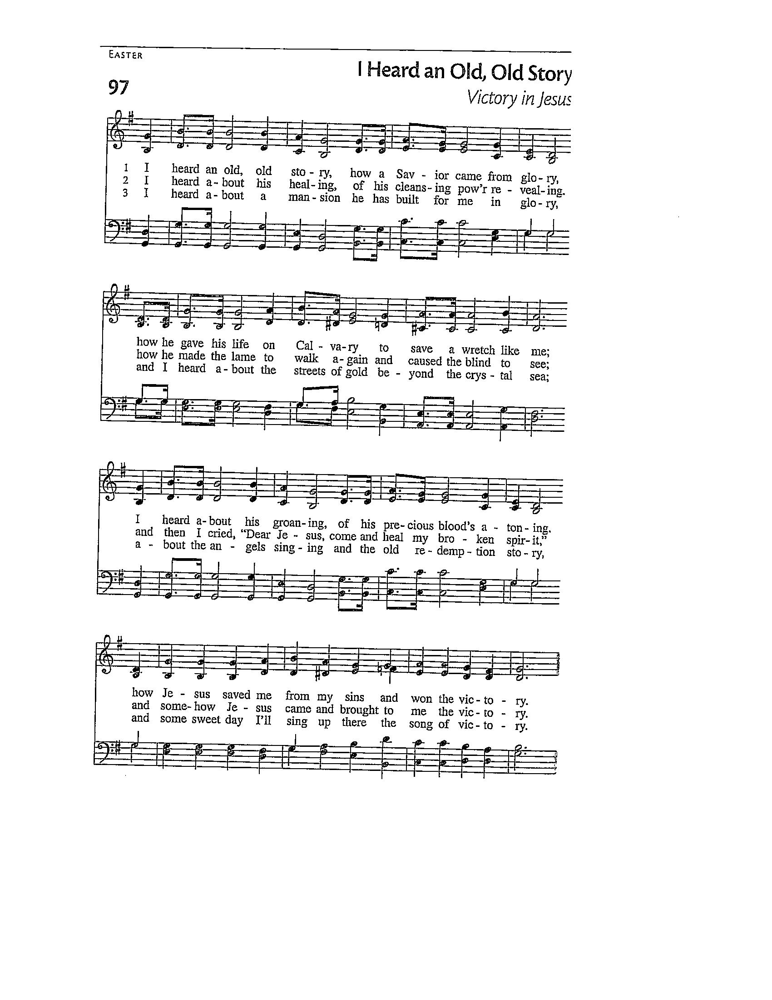 EASTER
I Heard an Old, Old Story
97
Victory in Jesus
1 I heard an old, old sto - ry, how a Sav - ior came from glo - ry,
2 I heard a - bout his heal - ing, of his cleans - ing pow'r re - veal - ing.
3 I heard a - bout a man - sion he has built for me in glo - ry,
how he gave his life on Cal - va - ry to save a wretch like me;
how he made the lame to walk a - gain and caused the blind to see;
and I heard a - bout the streets of gold be - yond the crys - tal sea;
I heard a - bout his groan - ing, of his pre - cious blood's a - ton - ing.
and then I cried, “Dear Je - sus, come and heal my bro - ken spir - it,”
a - bout the an - gels sing - ing and the old re - demp - tion sto - ry,
how Je - sus saved me from my sins and won the vic - to - ry.
and some - how Je - sus came and brought to me the vic - to - ry.
and some sweet day I'll sing up there the song of vic - to - ry.